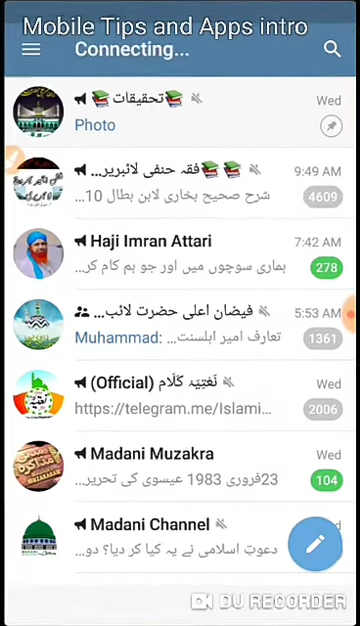 Mobile Tips and Apps intro
Connecting...
📚تحقیقات📚
Wed
Photo
📚📚فقہ حنفی لائبریر...
9:49 AM
شرح صحیح بخاری لابن بطال 10...
4609
Haji Imran Attari
7:42 AM
ہماری سوچوں میں اور جو ہم کام کر...
278
فیضان اعلی حضرت لائب...
5:53 AM
Muhammad: تعارف امیر اہلسنت...
1361
(Official) نَعْتِیَہ کَلَام
Wed
https://telegram.me/Islami...
2006
Madani Muzakra
Wed
23فروری 1983 عیسوی کی تحریر...
104
Madani Channel
Wed
دعوتِ اسلامی نے یہ کیا کر دیا؟ دو...
DU RECORDER